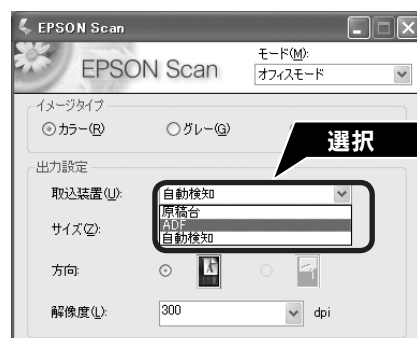 EPSON Scan
EPSON Scan
モード(M):
オフィスモード
イメージタイプ
カラー(R)
グレー(G)
選択
出力設定
取込装置(U):
自動検知
原稿台
ADF
自動検知
サイズ(Z):
方向:
解像度(L):
300
dpi